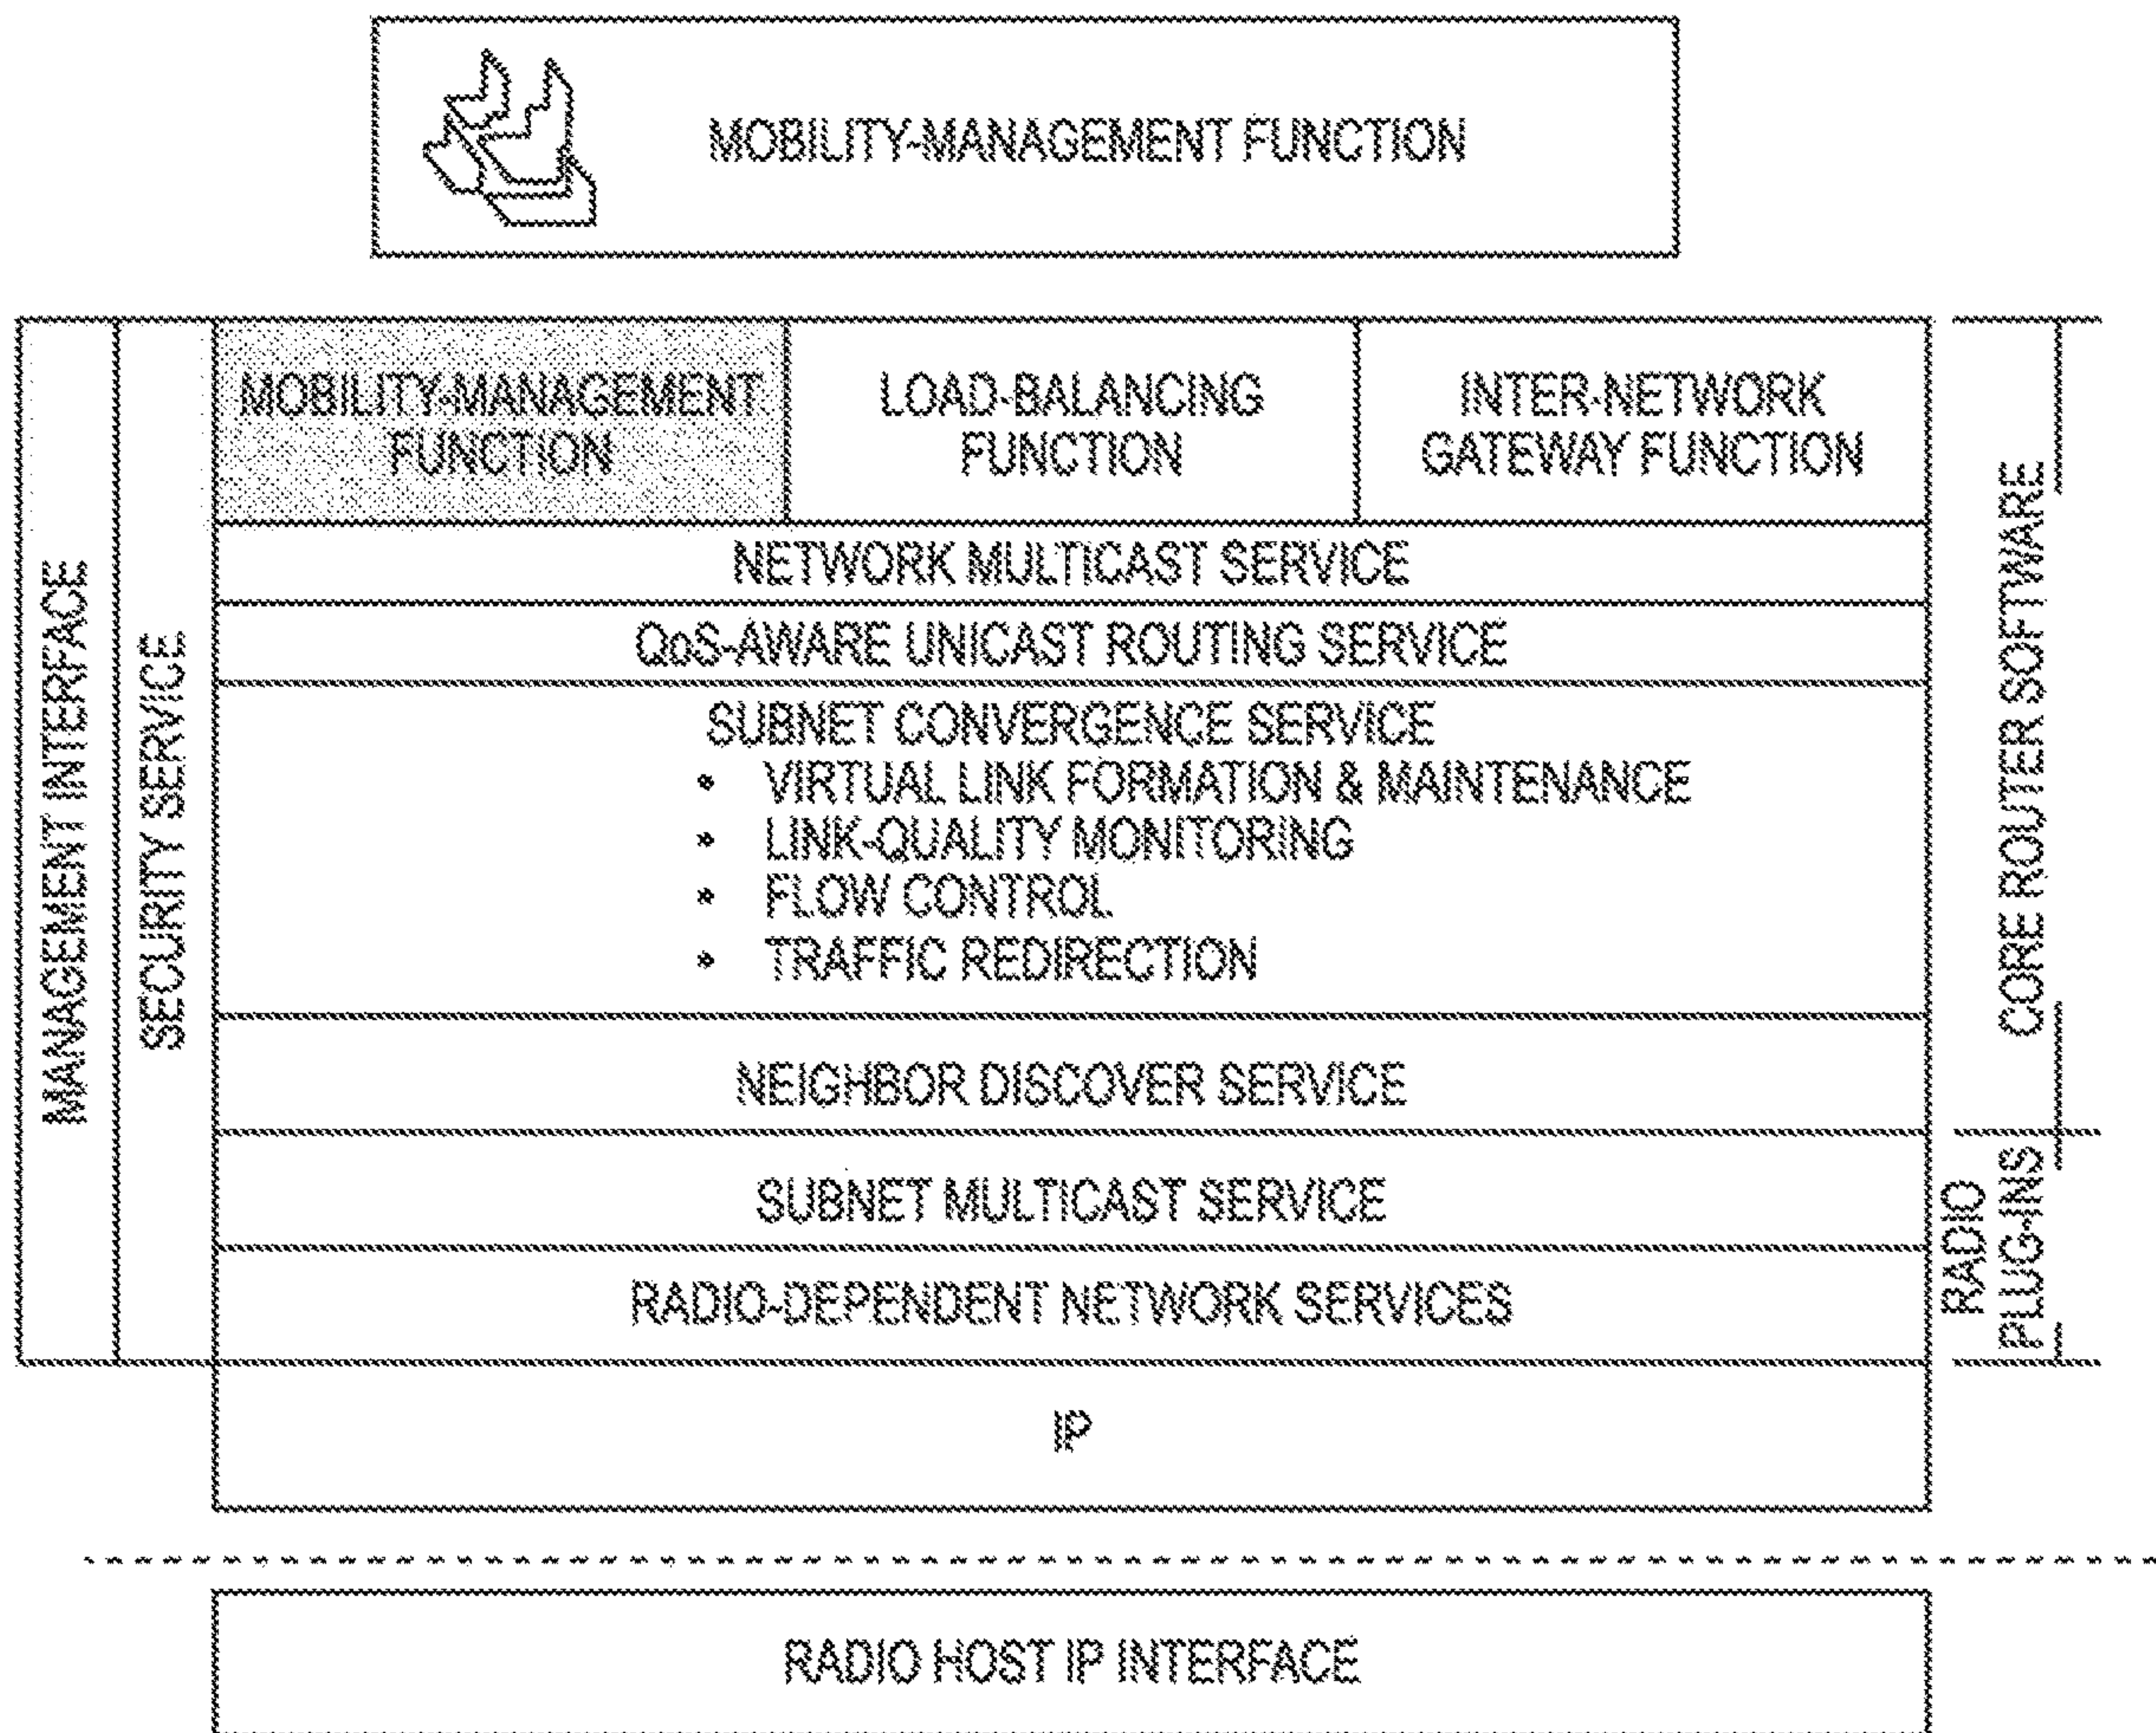 MOBILITY-MANAGEMENT FUNCTION
MANAGEMENT INTERFACE
SECURITY SERVICE
MOBILITY-MANAGEMENT
FUNCTION
LOAD-BALANCING
FUNCTION
INTER-NETWORK
GATEWAY FUNCTION
NETWORK MULTICAST SERVICE
QoS-AWARE UNICAST ROUTING SERVICE
SUBNET CONVERGENCE SERVICE
• VIRTUAL LINK FORMATION & MAINTENANCE
• LINK-QUALITY MONITORING
• FLOW CONTROL
• TRAFFIC REDIRECTION
NEIGHBOR DISCOVER SERVICE
SUBNET MULTICAST SERVICE
RADIO-DEPENDENT NETWORK SERVICES
IP
CORE ROUTER SOFTWARE
RADIO
PLUG-INS
RADIO HOST IP INTERFACE